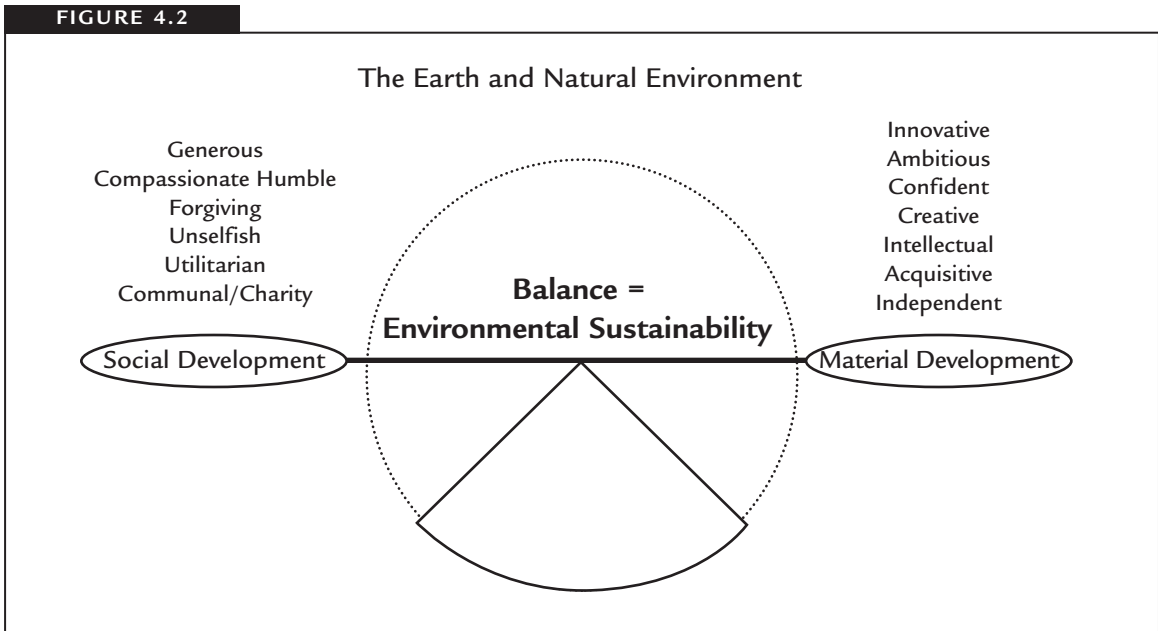 FIGURE 4.2
The Earth and Natural Environment
Generous
Compassionate Humble
Forgiving
Unselfish
Utilitarian
Communal/Charity
Innovative
Ambitious
Confident
Creative
Intellectual
Acquisitive
Independent
Balance =
Environmental Sustainability
Social Development
Material Development